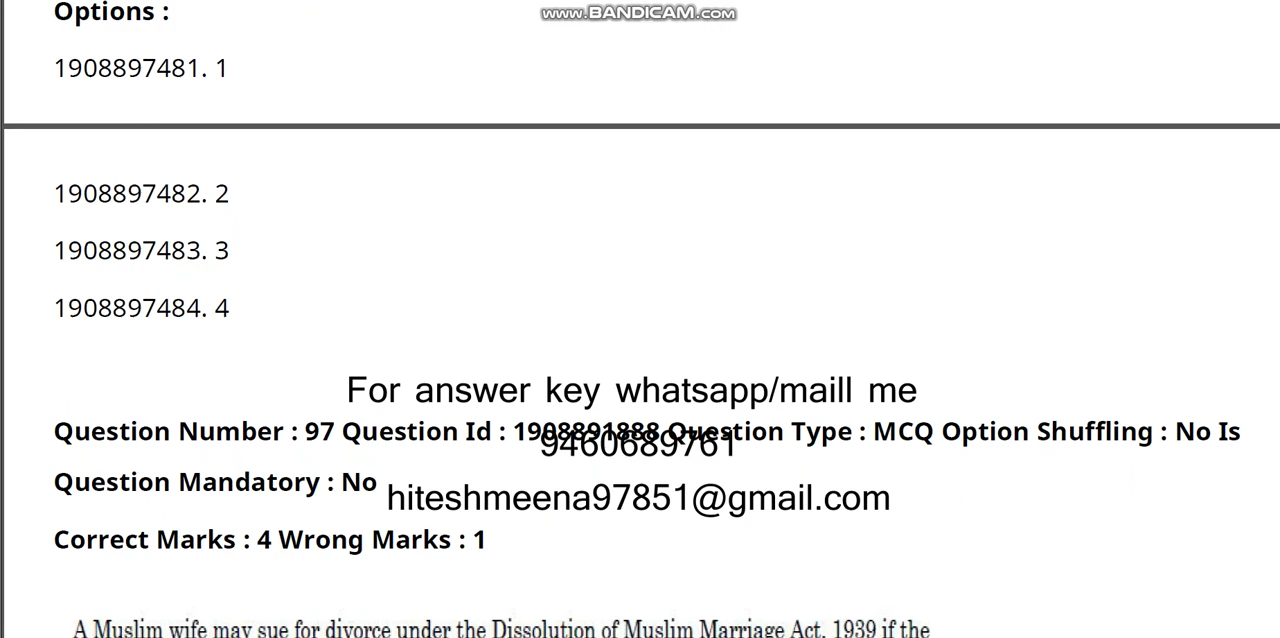 Options :
www.BANDICAM.com
1908897481. 1
1908897482. 2
1908897483. 3
1908897484. 4
For answer key whatsapp/maill me
Question Number : 97 Question Id : 1908891888 Question Type : MCQ Option Shuffling : No Is
9460689761
Question Mandatory : No
hiteshmeena97851@gmail.com
Correct Marks : 4 Wrong Marks : 1
A Muslim wife may sue for divorce under the Dissolution of Muslim Marriage Act, 1939 if the